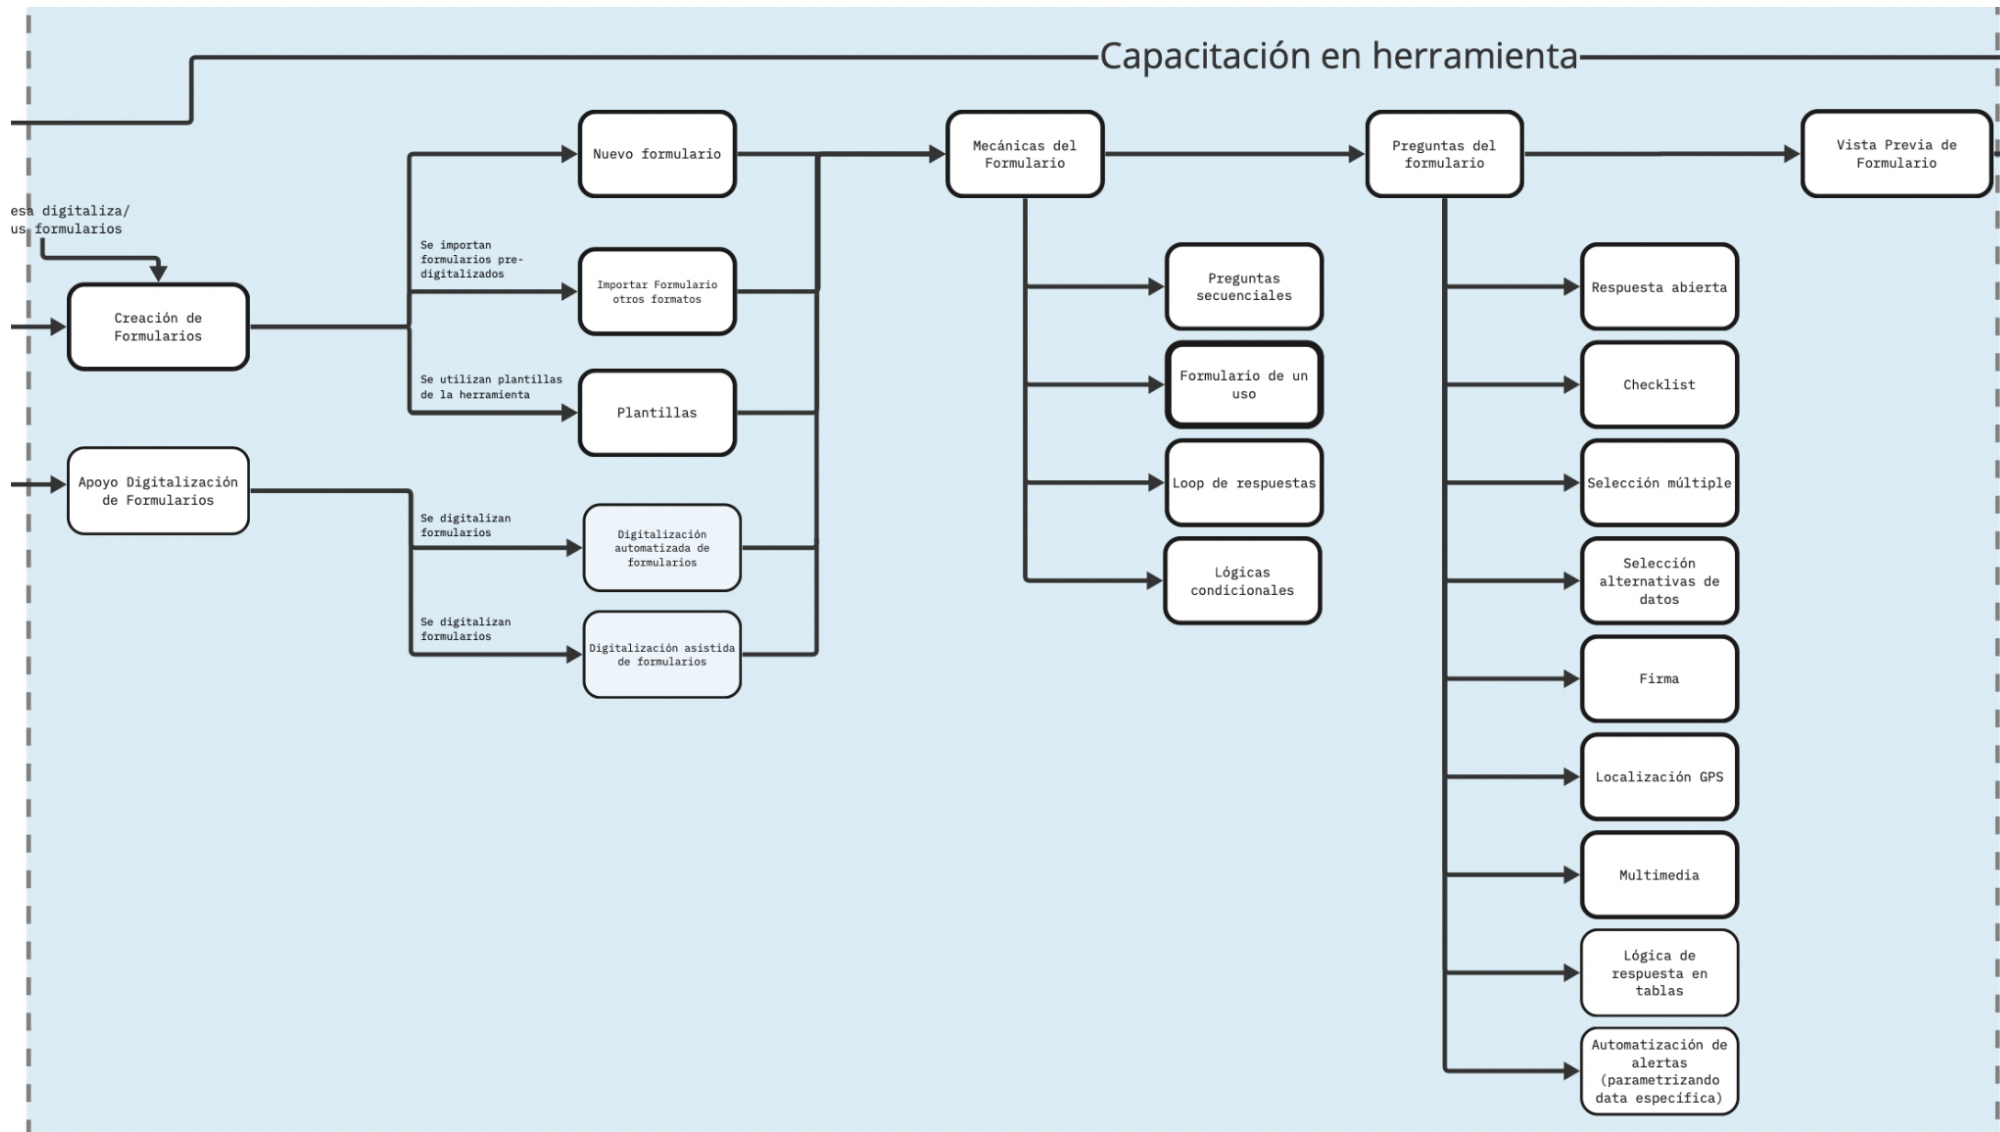 Capacitación en herramienta
esa digitaliza/
us formularios
Creación de
Formularios
Apoyo Digitalización
de Formularios
Se importan
formularios pre-
digitalizados
Se utilizan plantillas
de la herramienta
Se digitalizan
formularios
Se digitalizan
formularios
Nuevo formulario
Importar Formulario
otros formatos
Plantillas
Digitalización
automatizada de
formularios
Digitalización asistida
de formularios
Mecánicas del
Formulario
Preguntas
secuenciales
Formulario de un
uso
Loop de respuestas
Lógicas
condicionales
Preguntas del
formulario
Respuesta abierta
Checklist
Selección múltiple
Selección
alternativas de
datos
Firma
Localización GPS
Multimedia
Lógica de
respuesta en
tablas
Automatización de
alertas
(parametrizando
data específica)
Vista Previa de
Formulario